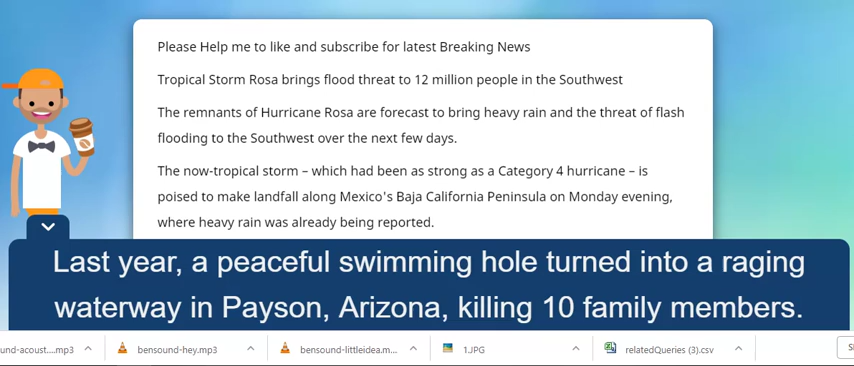 Please Help me to like and subscribe for latest Breaking News
Tropical Storm Rosa brings flood threat to 12 million people in the Southwest
The remnants of Hurricane Rosa are forecast to bring heavy rain and the threat of flash
flooding to the Southwest over the next few days.
The now-tropical storm – which had been as strong as a Category 4 hurricane – is
poised to make landfall along Mexico's Baja California Peninsula on Monday evening,
where heavy rain was already being reported.
Last year, a peaceful swimming hole turned into a raging
waterway in Payson, Arizona, killing 10 family members.
und-acoust....mp3 bensound-hey.mp3 bensound-littleidea.m... 1.JPG relatedQueries (3).csv